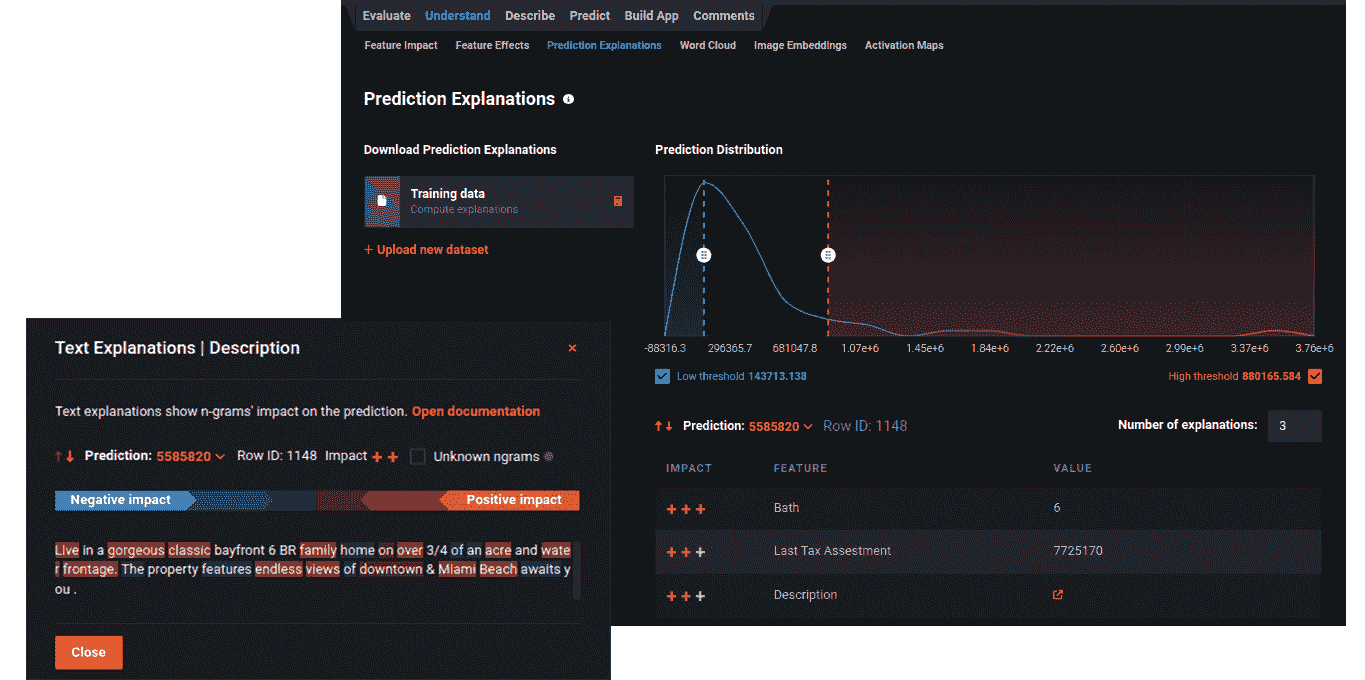 Evaluate Understand Describe Predict Build App Comments
Feature Impact Feature Effects Prediction Explanations Word Cloud Image Embeddings Activation Maps
Prediction Explanations
Download Prediction Explanations
Training data
Compute explanations
+ Upload new dataset
Prediction Distribution
-88316.3 296365.7 681047.8 1.07e+6 1.45e+6 1.84e+6 2.22e+6 2.60e+6 2.99e+6 3.37e+6 3.76e+6
Low threshold 143713.138
High threshold 880165.584
Prediction: 5585820 Row ID: 1148
Number of explanations: 3
IMPACT FEATURE VALUE
+++ Bath 6
+++ Last Tax Assestment 7725170
+++ Description
Text Explanations | Description
Text explanations show n-grams' impact on the prediction. Open documentation
Prediction: 5585820 Row ID: 1148 Impact ++ Unknown ngrams
Negative impact Positive impact
Live in a gorgeous classic bayfront 6 BR family home on over 3/4 of an acre and wate
r frontage. The property features endless views of downtown & Miami Beach awaits y
ou .
Close